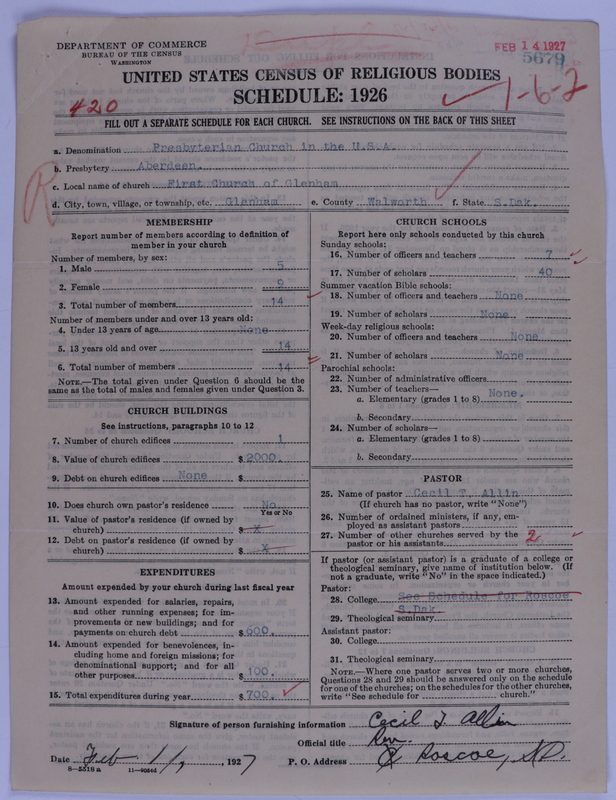 DEPARTMENT OF COMMERCE
BUREAU OF THE CENSUS
WASHINGTON
FEB 14 1927
5679
UNITED STATES CENSUS OF RELIGIOUS BODIES
SCHEDULE: 1926
420
1-6-2
FILL OUT A SEPARATE SCHEDULE FOR EACH CHURCH. SEE INSTRUCTIONS ON THE BACK OF THIS SHEET
R
a. Denomination Presbyterian Church in the U.S.A.
b. Presbytery Aberdeen.
c. Local name of church First Church of Glenham
d. City, town, village, or township, etc. Glenham e. County Walworth f. State S.Dak.
MEMBERSHIP
Report number of members according to definition of
member in your church
Number of members, by sex:
1. Male 5
2. Female 9
3. Total number of members 14
Number of members under and over 13 years old:
4. Under 13 years of age None
5. 13 years old and over 14
6. Total number of members 14
NOTE.—The total given under Question 6 should be the
same as the total of males and females given under Question 3.
CHURCH BUILDINGS
See instructions, paragraphs 10 to 12
7. Number of church edifices 1
8. Value of church edifices $ 2000.
9. Debt on church edifices None $
10. Does church own pastor's residence No
Yes or No
11. Value of pastor's residence (if owned by
church) $ X
12. Debt on pastor's residence (if owned by
church) $ X
EXPENDITURES
Amount expended by your church during last fiscal year
13. Amount expended for salaries, repairs,
and other running expenses; for im-
provements or new buildings; and for
payments on church debt $ 600.
14. Amount expended for benevolences, in-
cluding home and foreign missions; for
denominational support; and for all
other purposes $ 100.
15. Total expenditures during year $ 700.
CHURCH SCHOOLS
Report here only schools conducted by this church
Sunday schools:
16. Number of officers and teachers 7
17. Number of scholars 40
Summer vacation Bible schools:
18. Number of officers and teachers None
19. Number of scholars None
Week-day religious schools:
20. Number of officers and teachers None
21. Number of scholars None
Parochial schools:
22. Number of administrative officers
23. Number of teachers—
a. Elementary (grades 1 to 8) None.
b. Secondary
24. Number of scholars—
a. Elementary (grades 1 to 8)
b. Secondary
PASTOR
25. Name of pastor Cecil T. Allin
(If church has no pastor, write "None")
26. Number of ordained ministers, if any, em-
ployed as assistant pastors
27. Number of other churches served by the
pastor or his assistants 2
If pastor (or assistant pastor) is a graduate of a college or
theological seminary, give name of institution below. (If
not a graduate, write "No" in the space indicated.)
Pastor:
28. College See Schedule for Roscoe
S.Dak.
29. Theological seminary
Assistant pastor:
30. College
31. Theological seminary
NOTE.—Where one pastor serves two or more churches,
Questions 28 and 29 should be answered only on the schedule
for one of the churches; on the schedules for the other churches,
write "See schedule for church."
Signature of person furnishing information Cecil T. Allin
Official title Rev.
Date Feb 11, 1927 P. O. Address Roscoe, S.D.
8—5518 a 11—9054d